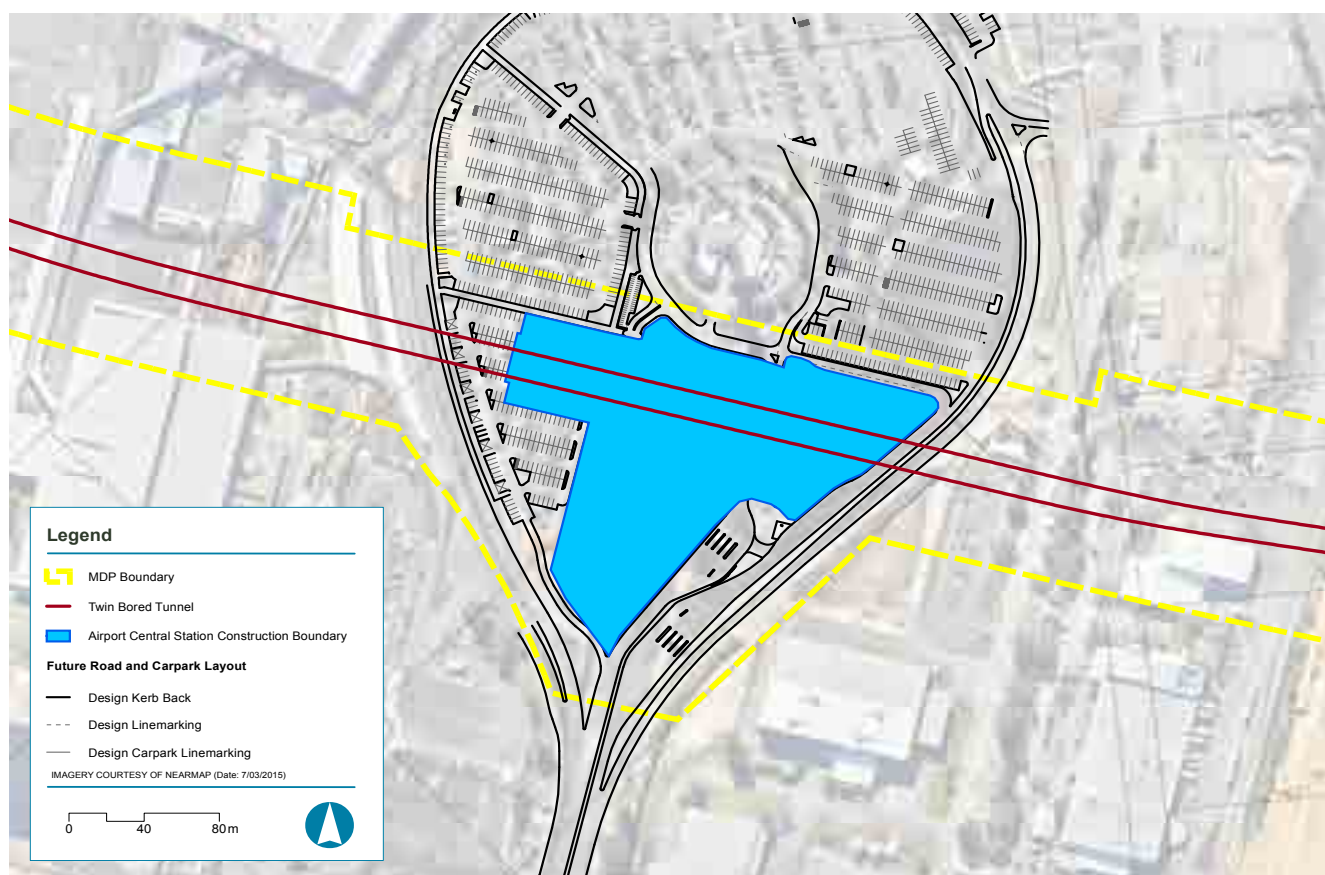 Legend
MDP Boundary
Twin Bored Tunnel
Airport Central Station Construction Boundary
Future Road and Carpark Layout
Design Kerb Back
Design Linemarking
Design Carpark Linemarking
IMAGERY COURTESY OF NEARMAP (Date: 7/03/2015)
0 40 80 m